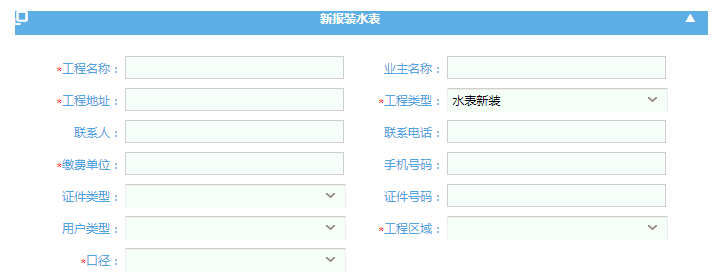 新报装水表
*工程名称： 业主名称：
*工程地址： *工程类型： 水表新装
联系人： 联系电话：
*缴费单位： 手机号码：
证件类型： 证件号码：
用户类型： *工程区域：
*口径：